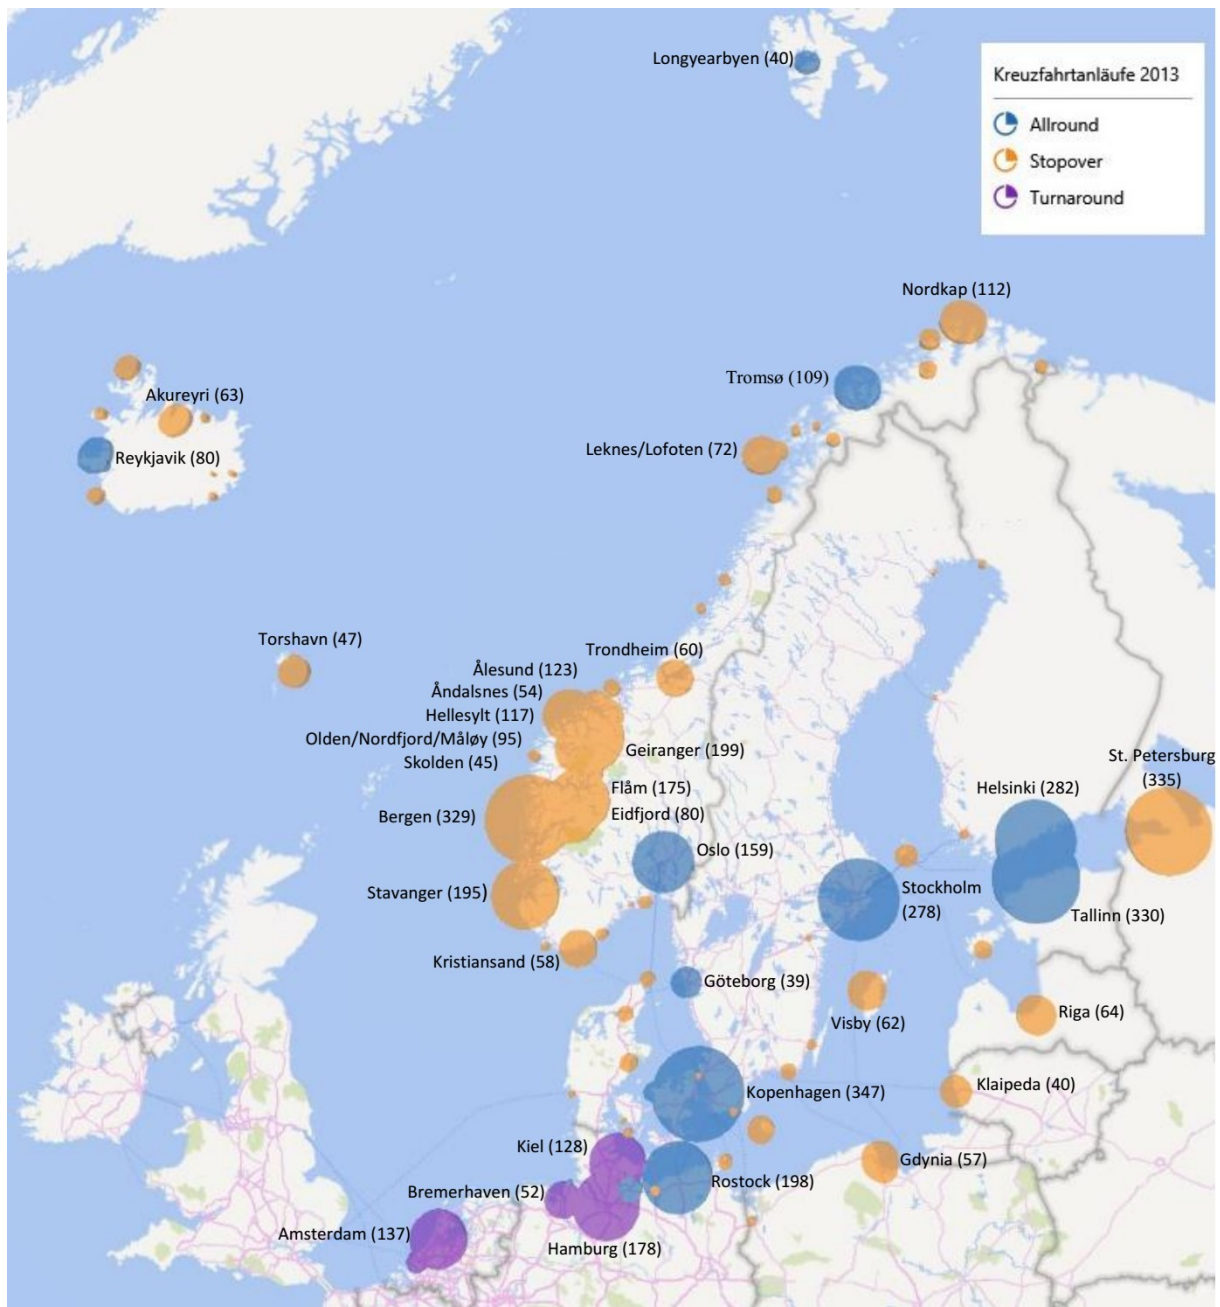 Longyearbyen (40)
Kreuzfahrtanläufe 2013
Allround
Stopover
Turnaround
Nordkap (112)
Tromsø (109)
Akureyri (63)
Leknes/Lofoten (72)
Reykjavik (80)
Torshavn (47)
Trondheim (60)
Ålesund (123)
Åndalsnes (54)
Hellesylt (117)
Olden/Nordfjord/Måløy (95)
Geiranger (199)
Skolden (45)
St. Petersburg
(335)
Helsinki (282)
Flåm (175)
Bergen (329)
Eidfjord (80)
Oslo (159)
Stavanger (195)
Stockholm
(278)
Tallinn (330)
Kristiansand (58)
Göteborg (39)
Visby (62)
Riga (64)
Klaipeda (40)
Kopenhagen (347)
Kiel (128)
Gdynia (57)
Rostock (198)
Bremerhaven (52)
Amsterdam (137)
Hamburg (178)